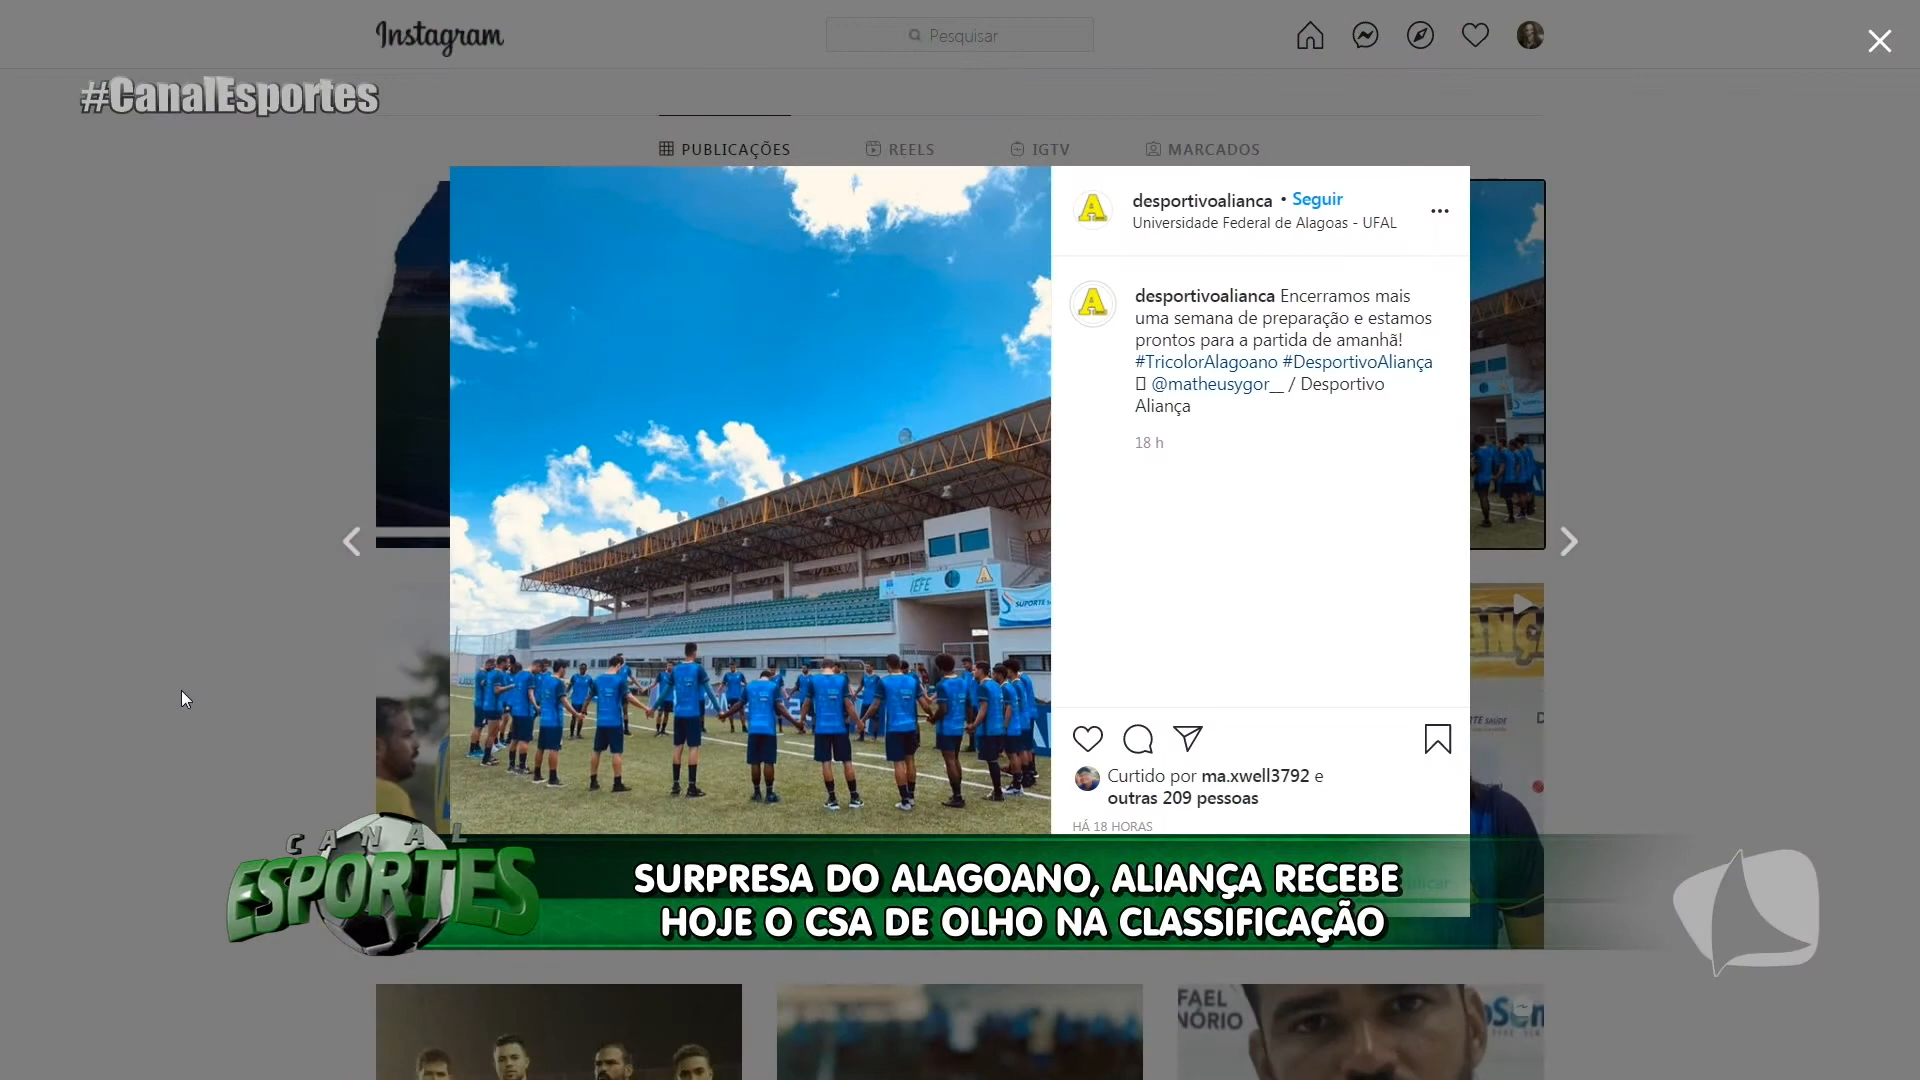 Instagram
Pesquisar
#CanalEsportes
PUBLICAÇÕES
REELS
IGTV
MARCADOS
desportivoalianca • Seguir
Universidade Federal de Alagoas - UFAL
desportivoalianca Encerramos mais
uma semana de preparação e estamos
prontos para a partida de amanhã!
#TricolorAlagoano #DesportivoAliança
@matheusygor__ / Desportivo
Aliança
18 h
IEFE
SUPORTE
Curtido por ma.xwell3792 e
outras 209 pessoas
HÁ 18 HORAS
CANAL
ESPORTES
SURPRESA DO ALAGOANO, ALIANÇA RECEBE
HOJE O CSA DE OLHO NA CLASSIFICAÇÃO
FAEL
NÓRIO